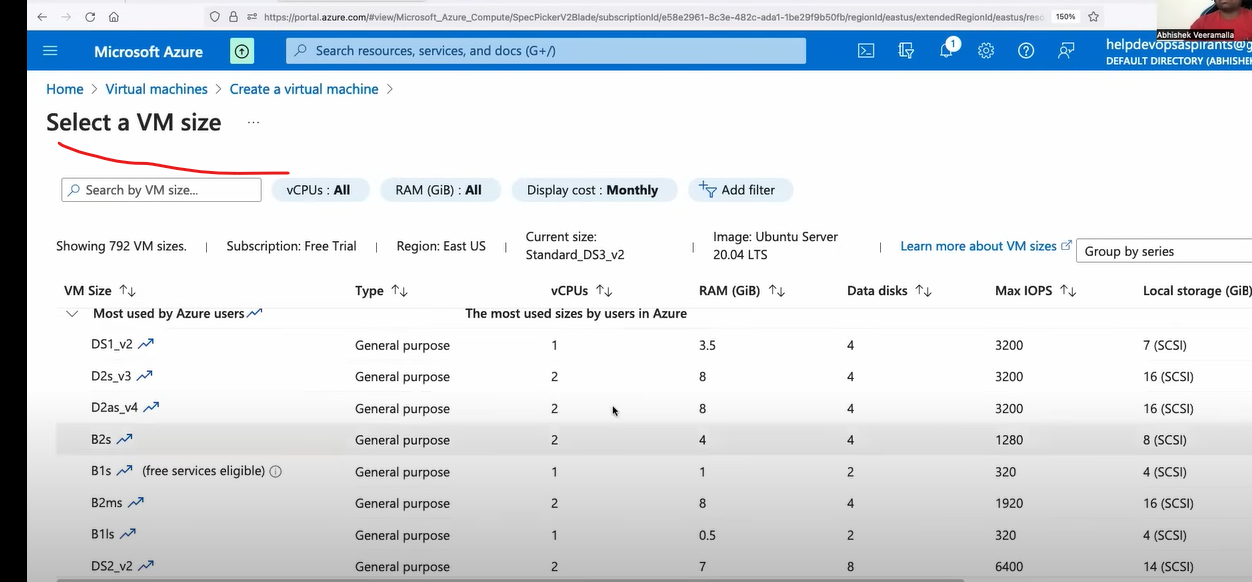 https://portal.azure.com/#view/Microsoft_Azure_Compute/SpecPickerV2Blade/subscriptionId/e58e2961-8c3e-482c-ada1-1be29f9b50fb/regionId/eastus/extendedRegionId/eastus/reso 150%
Abhishek Veeramalla
Microsoft Azure Search resources, services, and docs (G+/) 1 helpdevopsaspirants@g
DEFAULT DIRECTORY (ABHISHE
Home > Virtual machines > Create a virtual machine >
Select a VM size ...
Search by VM size... vCPUs : All RAM (GiB) : All Display cost : Monthly Add filter
Showing 792 VM sizes. | Subscription: Free Trial | Region: East US | Current size: Standard_DS3_v2 | Image: Ubuntu Server 20.04 LTS | Learn more about VM sizes Group by series
VM Size Type vCPUs RAM (GiB) Data disks Max IOPS Local storage (GiB)
Most used by Azure users The most used sizes by users in Azure
DS1_v2 General purpose 1 3.5 4 3200 7 (SCSI)
D2s_v3 General purpose 2 8 4 3200 16 (SCSI)
D2as_v4 General purpose 2 8 4 3200 16 (SCSI)
B2s General purpose 2 4 4 1280 8 (SCSI)
B1s (free services eligible) General purpose 1 1 2 320 4 (SCSI)
B2ms General purpose 2 8 4 1920 16 (SCSI)
B1ls General purpose 1 0.5 2 320 4 (SCSI)
DS2_v2 General purpose 2 7 8 6400 14 (SCSI)